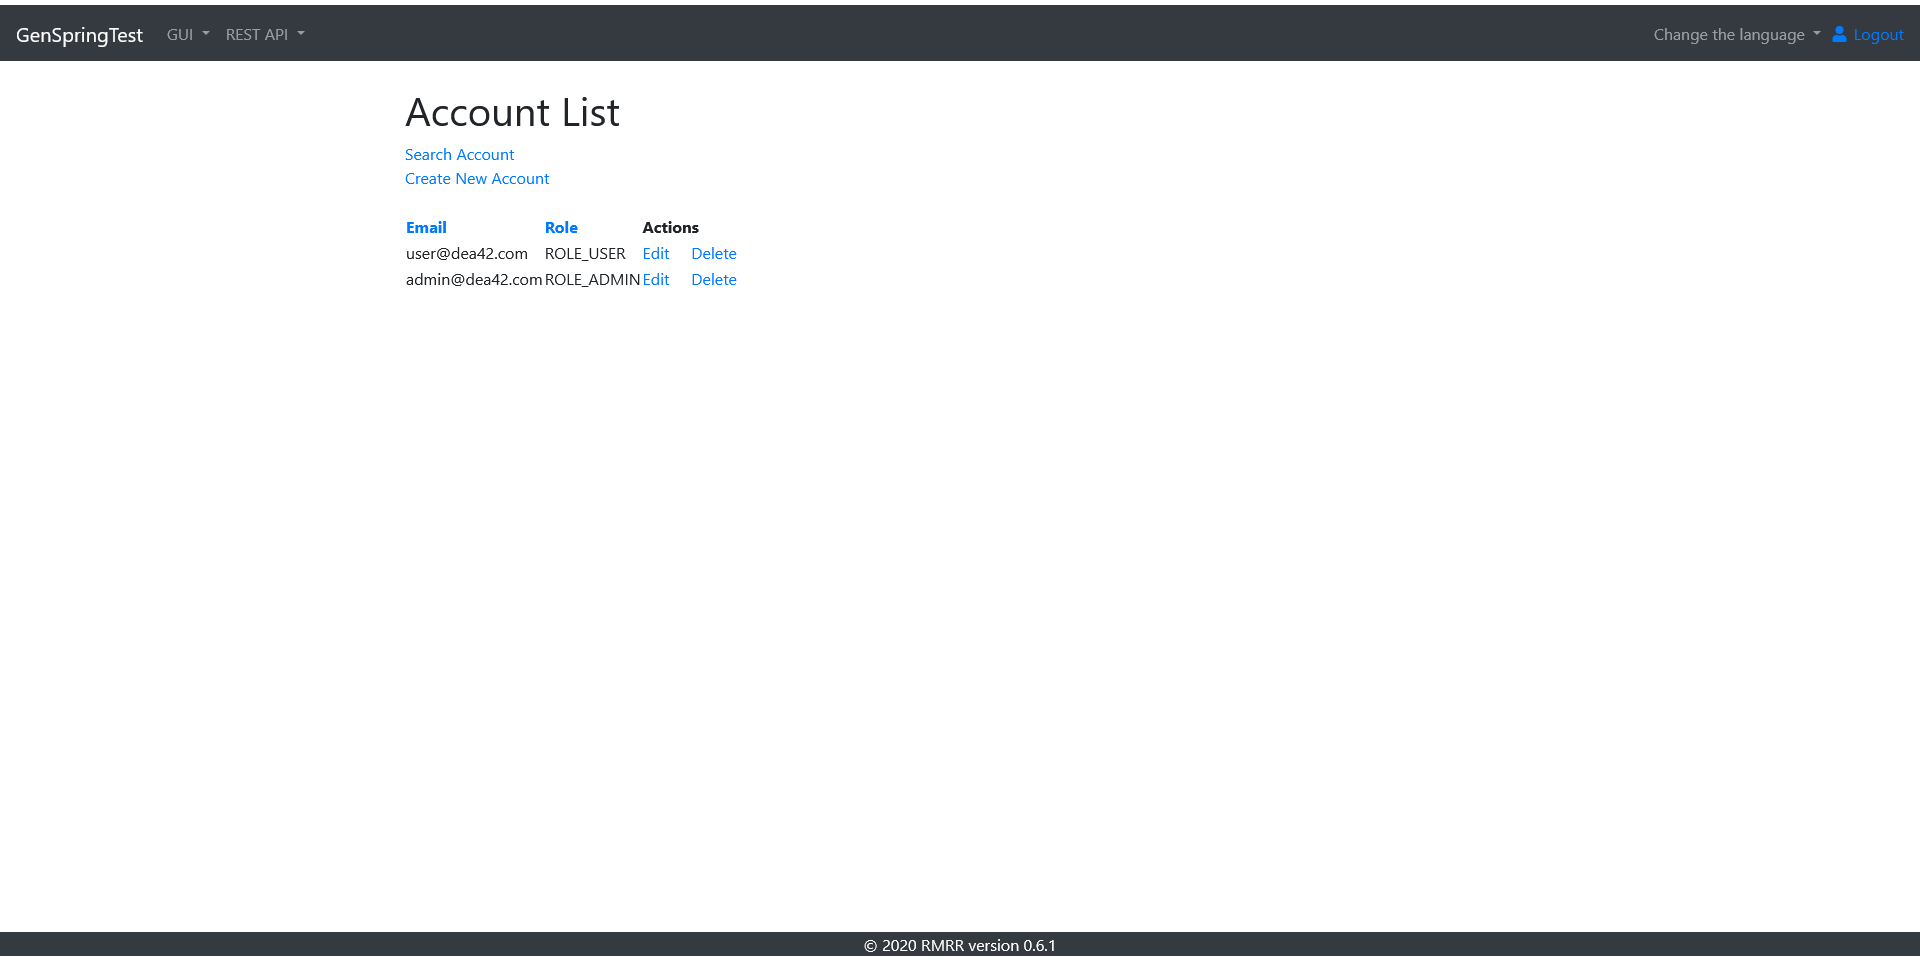 GenSpringTest GUI REST API Change the language Logout
Account List
Search Account
Create New Account
Email Role Actions
user@dea42.com ROLE_USER Edit Delete
admin@dea42.com ROLE_ADMIN Edit Delete
© 2020 RMRR version 0.6.1